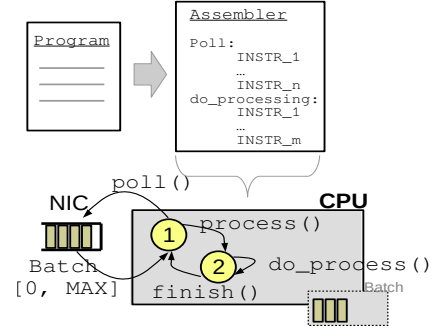 Assembler
Program
Poll:
INSTR_1
…
INSTR_n
do_processing:
INSTR_1
…
INSTR_m
poll()
NIC
CPU
process()
1
2
do_process()
Batch
[0, MAX]
finish()
Batch